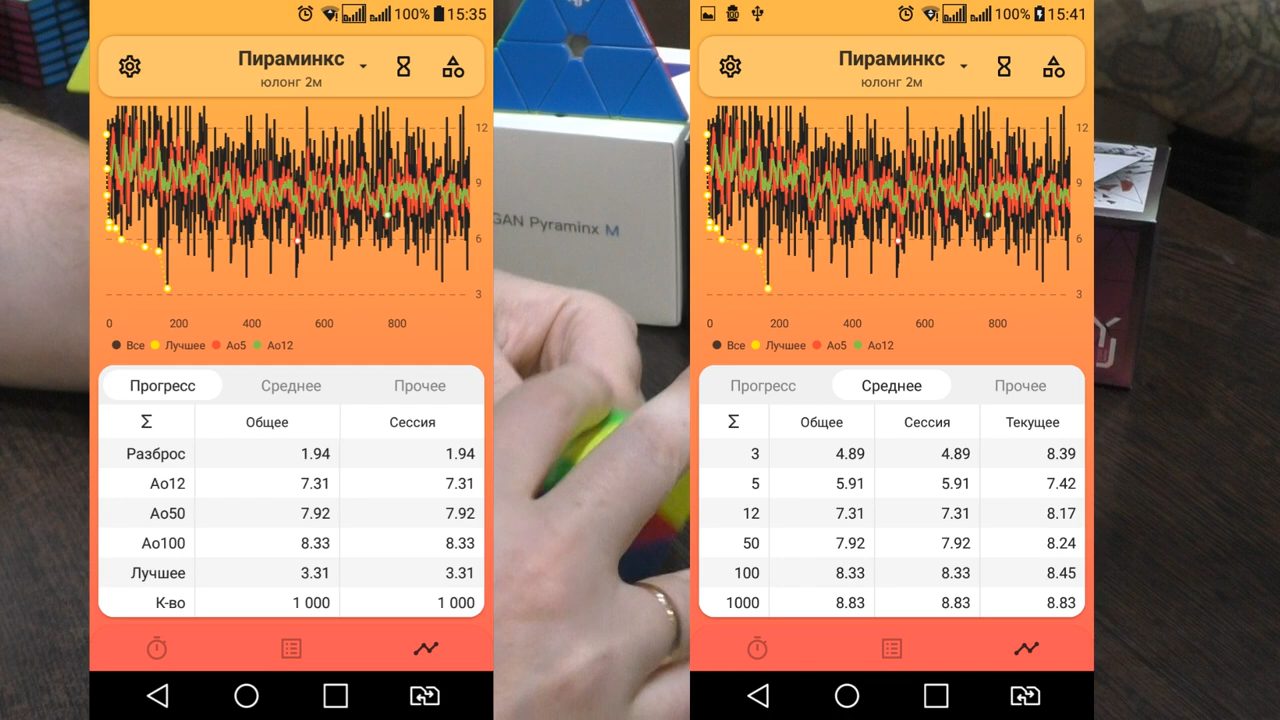 100% 15:35
Пираминкс
юлонг 2м
12
9
6
3
0 200 400 600 800
Все Лучшее Ao5 Ao12
Прогресс Среднее Прочее
Σ Общее Сессия
Разброс 1.94 1.94
Ao12 7.31 7.31
Ao50 7.92 7.92
Ao100 8.33 8.33
Лучшее 3.31 3.31
К-во 1 000 1 000
GAN Pyraminx M
100% 15:41
Пираминкс
юлонг 2м
12
9
6
3
0 200 400 600 800
Все Лучшее Ao5 Ao12
Прогресс Среднее Прочее
Σ Общее Сессия Текущее
3 4.89 4.89 8.39
5 5.91 5.91 7.42
12 7.31 7.31 8.17
50 7.92 7.92 8.24
100 8.33 8.33 8.45
1000 8.83 8.83 8.83